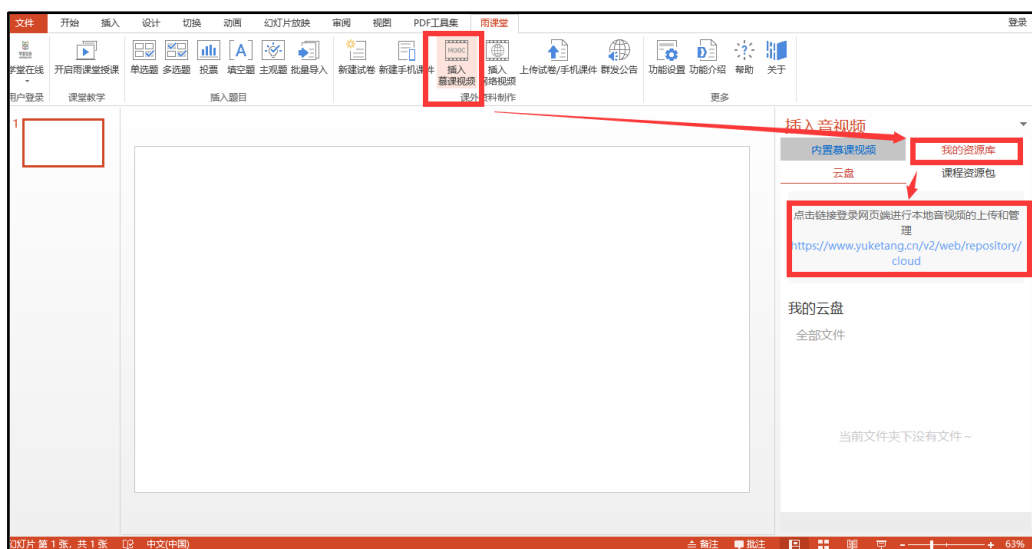 文件 开始 插入 设计 切换 动画 幻灯片放映 审阅 视图 PDF工具集 雨课堂 登录
学堂在线 开启雨课堂授课 单选题 多选题 投票 填空题 主观题 批量导入 新建试卷 新建手机课件 插入 慕课视频 插入 网络视频 上传试卷/手机课件 群发公告 功能设置 功能介绍 帮助 关于
用户登录 课堂教学 插入题目 课外资料制作 更多
1
插入音视频
内置慕课视频 我的资源库
云盘 课程资源包
点击链接登录网页端进行本地音视频的上传和管
理
https://www.yuketang.cn/v2/web/repository/
cloud
我的云盘
全部文件
当前文件夹下没有文件~
幻灯片 第 1 张，共 1 张 中文(中国) 备注 批注 63%